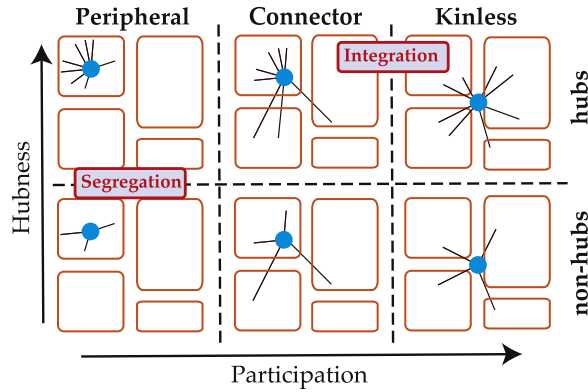 Peripheral Connector Kinless
Integration
hubs
Hubness
Segregation
non-hubs
Participation